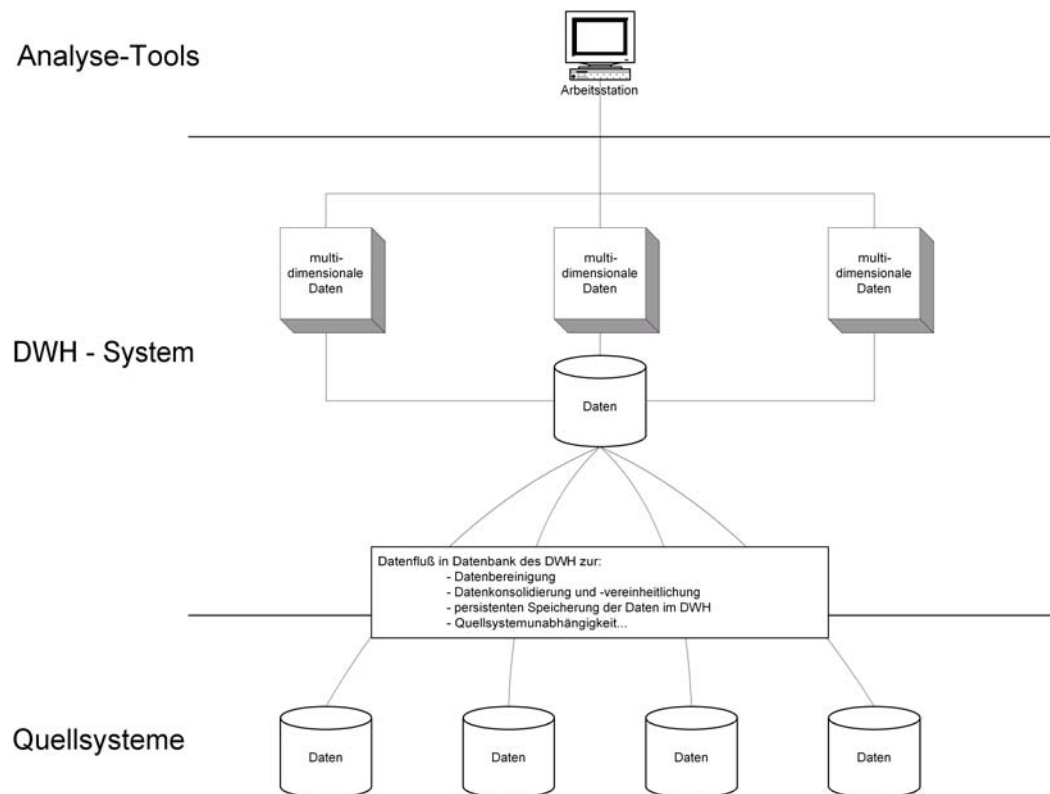 Analyse-Tools
Arbeitsstation
multi-
dimensionale
Daten
multi-
dimensionale
Daten
multi-
dimensionale
Daten
DWH - System
Daten
Datenfluß in Datenbank des DWH zur:
- Datenbereinigung
- Datenkonsolidierung und -vereinheitlichung
- persistenten Speicherung der Daten im DWH
- Quellsystemunabhängigkeit...
Quellsysteme
Daten
Daten
Daten
Daten